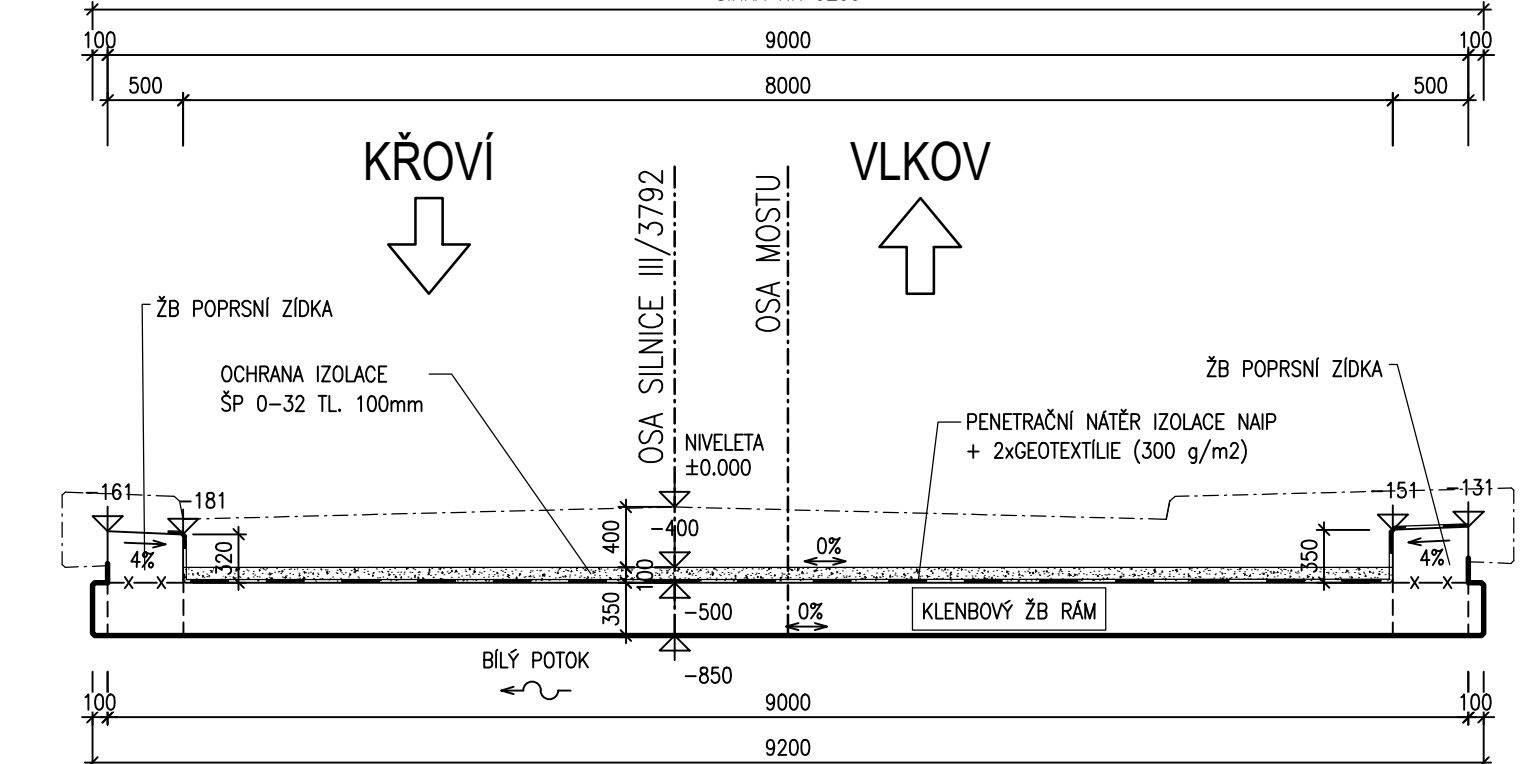 100
9000
100
500
8000
500
KŘOVÍ
VLKOV
OSA SILNICE III/3792
OSA MOSTU
ŽB POPRSNÍ ZÍDKA
OCHRANA IZOLACE
ŠP 0-32 TL. 100mm
ŽB POPRSNÍ ZÍDKA
PENETRAČNÍ NÁTĚR IZOLACE NAIP
+ 2xGEOTEXTÍLIE (300 g/m2)
NIVELETA
±0.000
-161
-181
-151
-131
4%
320
400
-400
100
0%
350
4%
350
-500
0%
KLENBOVÝ ŽB RÁM
BÍLÝ POTOK
-850
100
9000
100
9200